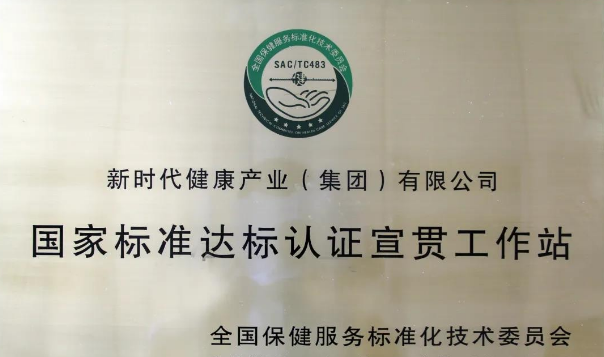 全国保健服务标准化技术委员会
SAC/TC483
新时代健康产业(集团)有限公司
国家标准达标认证宣贯工作站
全国保健服务标准化技术委员会